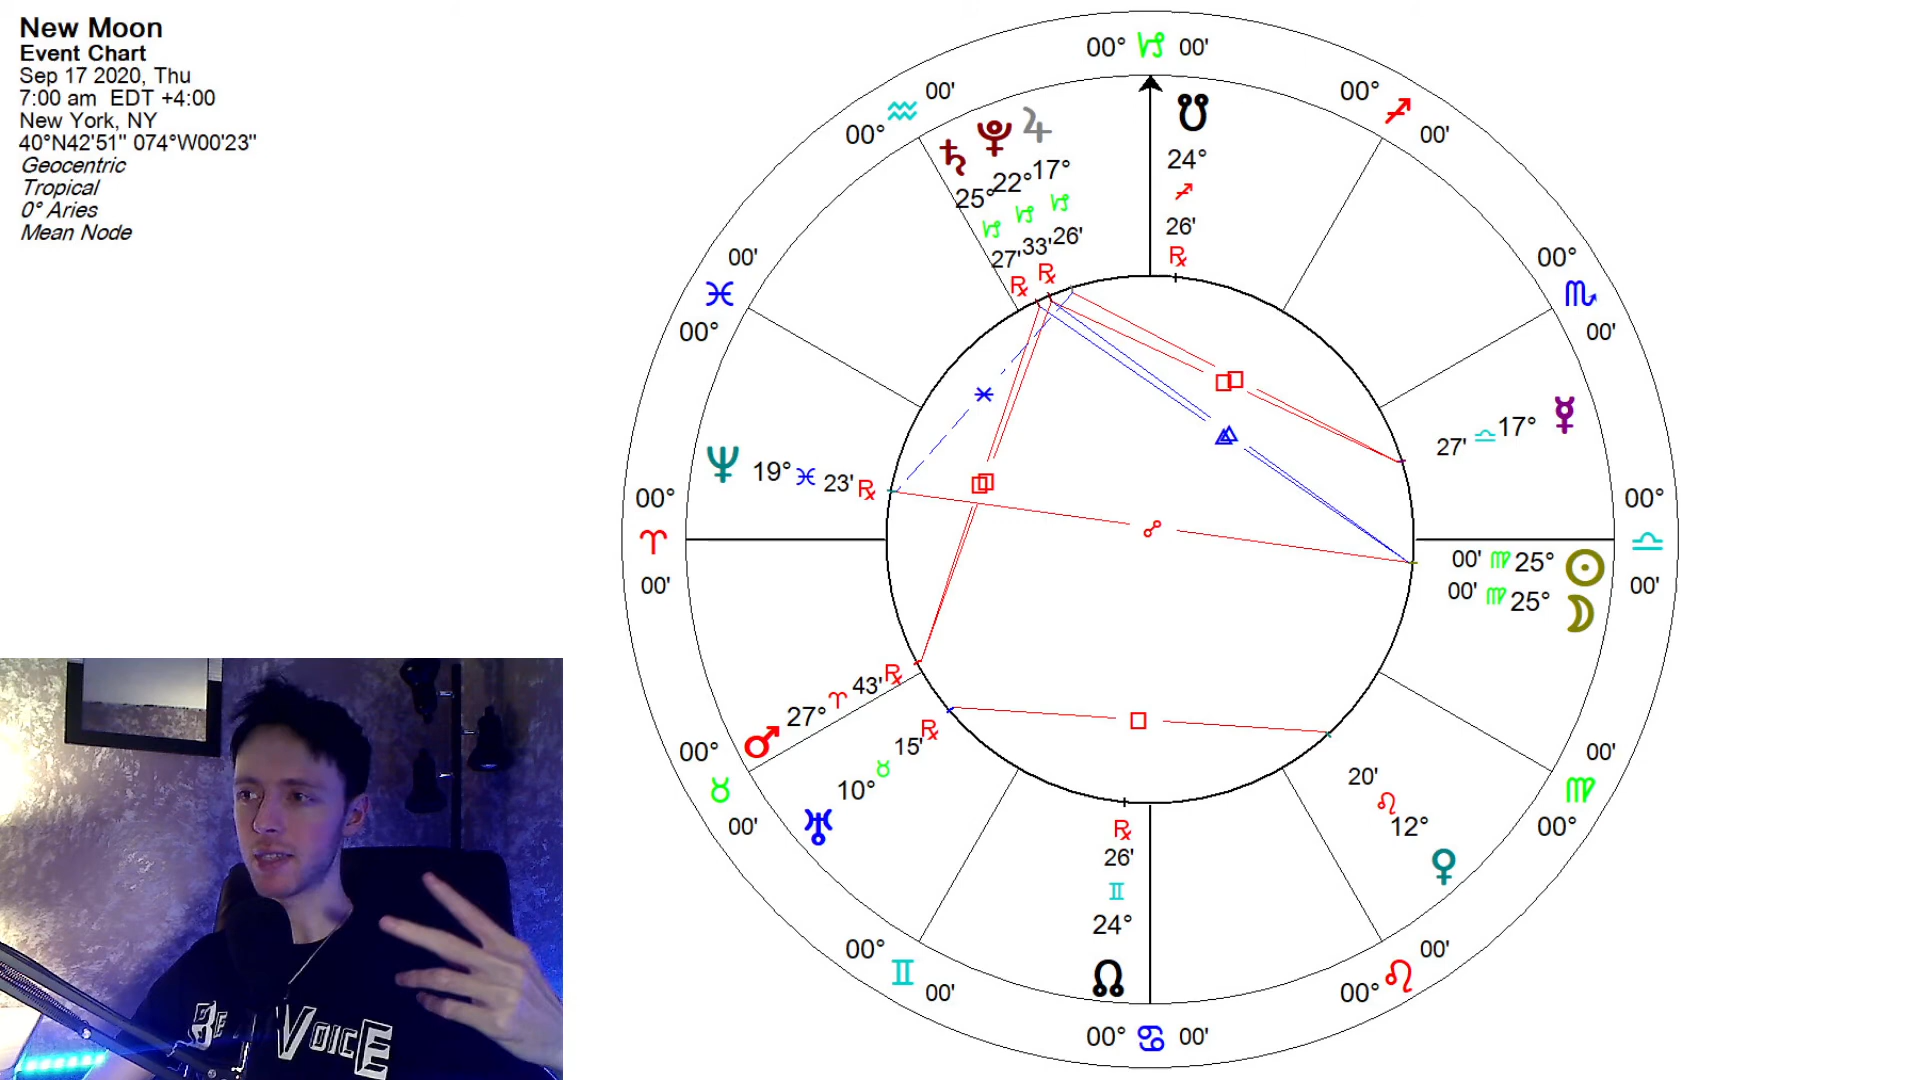 New Moon
Event Chart
Sep 17 2020, Thu
7:00 am EDT +4:00
New York, NY
40°N42'51" 074°W00'23"
Geocentric
Tropical
0° Aries
Mean Node
00° ♑ 00'
00° ♐ 00'
00° ♏ 00'
00° ♎ 00'
00° ♍ 00'
00° ♌ 00'
00° ♋ 00'
00° ♊ 00'
00° ♉ 00'
00° ♈ 00'
00° ♓ 00'
00° ♒ 00'
♄ 25° ♑ 27' ℞
♇ 22° ♑ 33' ℞
♃ 17° ♑ 26'
☋ 24° ♐ 26' ℞
☿ 17° ♎ 27'
☉ 25° ♍ 00'
☽ 25° ♍ 00'
♀ 12° ♌ 20'
☊ 24° ♊ 26' ℞
♅ 10° ♉ 15' ℞
♂ 27° ♈ 43' ℞
♆ 19° ♓ 23' ℞
BE
VOICE